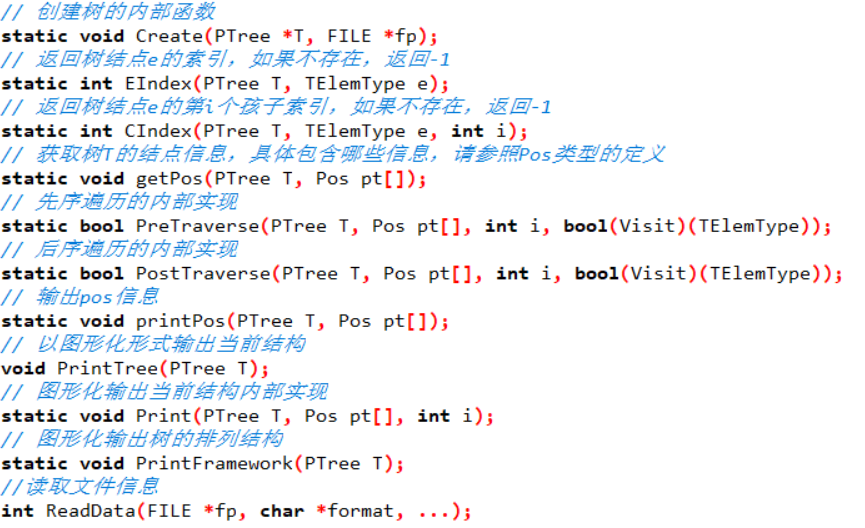 // 创建树的内部函数
static void Create(PTree *T, FILE *fp);
// 返回树结点e的索引，如果不存在，返回-1
static int EIndex(PTree T, TElemType e);
// 返回树结点e的第i个孩子索引，如果不存在，返回-1
static int CIndex(PTree T, TElemType e, int i);
// 获取树T的结点信息，具体包含哪些信息，请参照Pos类型的定义
static void getPos(PTree T, Pos pt[]);
// 先序遍历的内部实现
static bool PreTraverse(PTree T, Pos pt[], int i, bool(Visit)(TElemType));
// 后序遍历的内部实现
static bool PostTraverse(PTree T, Pos pt[], int i, bool(Visit)(TElemType));
// 输出pos信息
static void printPos(PTree T, Pos pt[]);
// 以图形化形式输出当前结构
void PrintTree(PTree T);
// 图形化输出当前结构内部实现
static void Print(PTree T, Pos pt[], int i);
// 图形化输出树的排列结构
static void PrintFramework(PTree T);
//读取文件信息
int ReadData(FILE *fp, char *format, ...);